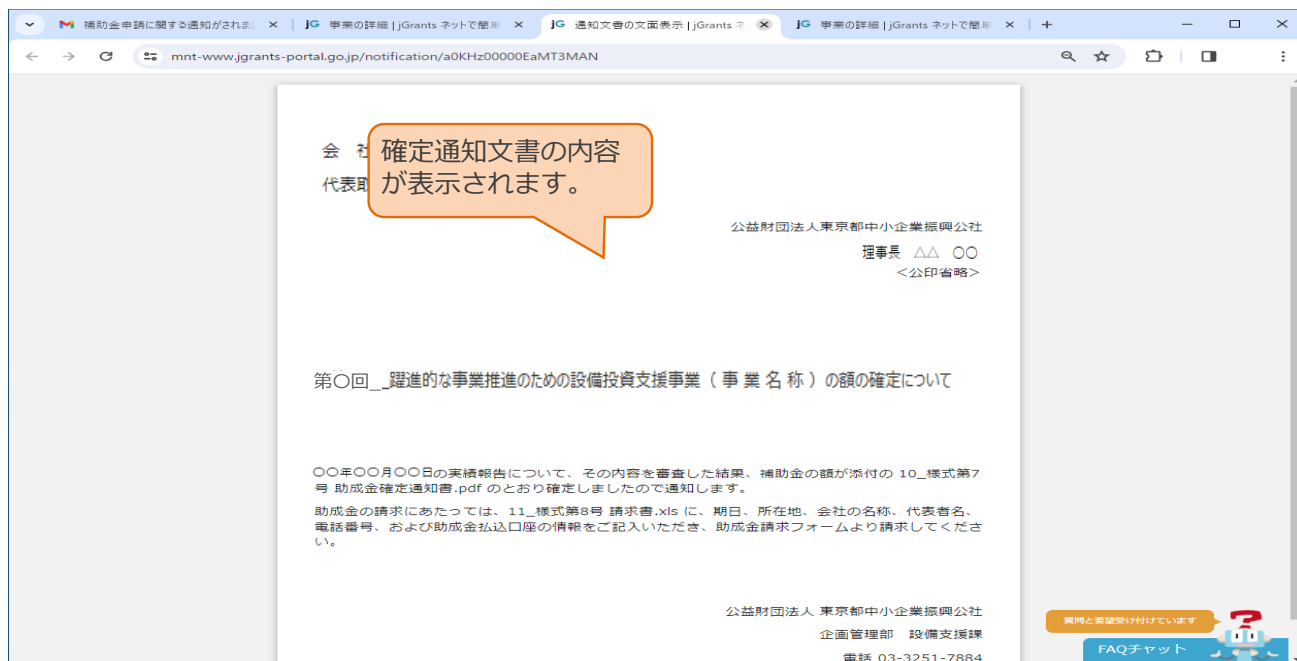 補助金申請に関する通知がされま
jG 事業の詳細 | jGrants ネットで簡単
jG 通知文書の文面表示 | jGrants ネ
jG 事業の詳細 | jGrants ネットで簡単
mnt-www.jgrants-portal.go.jp/notification/a0KHz00000EaMT3MAN
会 社
代表取
確定通知文書の内容
が表示されます。
公益財団法人東京都中小企業振興公社
理事長 △△ 〇〇
<公印省略>
第〇回__躍進的な事業推進のための設備投資支援事業（ 事 業 名 称 ）の額の確定について
〇〇年〇〇月〇〇日の実績報告について、その内容を審査した結果、補助金の額が添付の 10_様式第7
号 助成金確定通知書.pdf のとおり確定しましたので通知します。
助成金の請求にあたっては、11_様式第8号 請求書.xls に、期日、所在地、会社の名称、代表者名、
電話番号、および助成金払込口座の情報をご記入いただき、助成金請求フォームより請求してくださ
い。
公益財団法人 東京都中小企業振興公社
企画管理部 設備支援課
電話 03-3251-7884
質問と要望受け付けています
FAQチャット